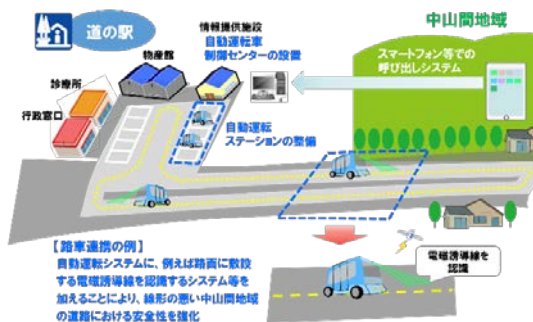 道の駅
情報提供施設
自動運転車
制御センターの設置
中山間地域
スマートフォン等での
呼び出しシステム
物産館
診療所
行政窓口
自動運転
ステーションの整備
【路車連携の例】
自動運転システムに、例えば路面に敷設
する電磁誘導線を認識するシステム等を
加えることにより、線形の悪い中山間地域
の道路における安全性を強化
電磁誘導線を
認識